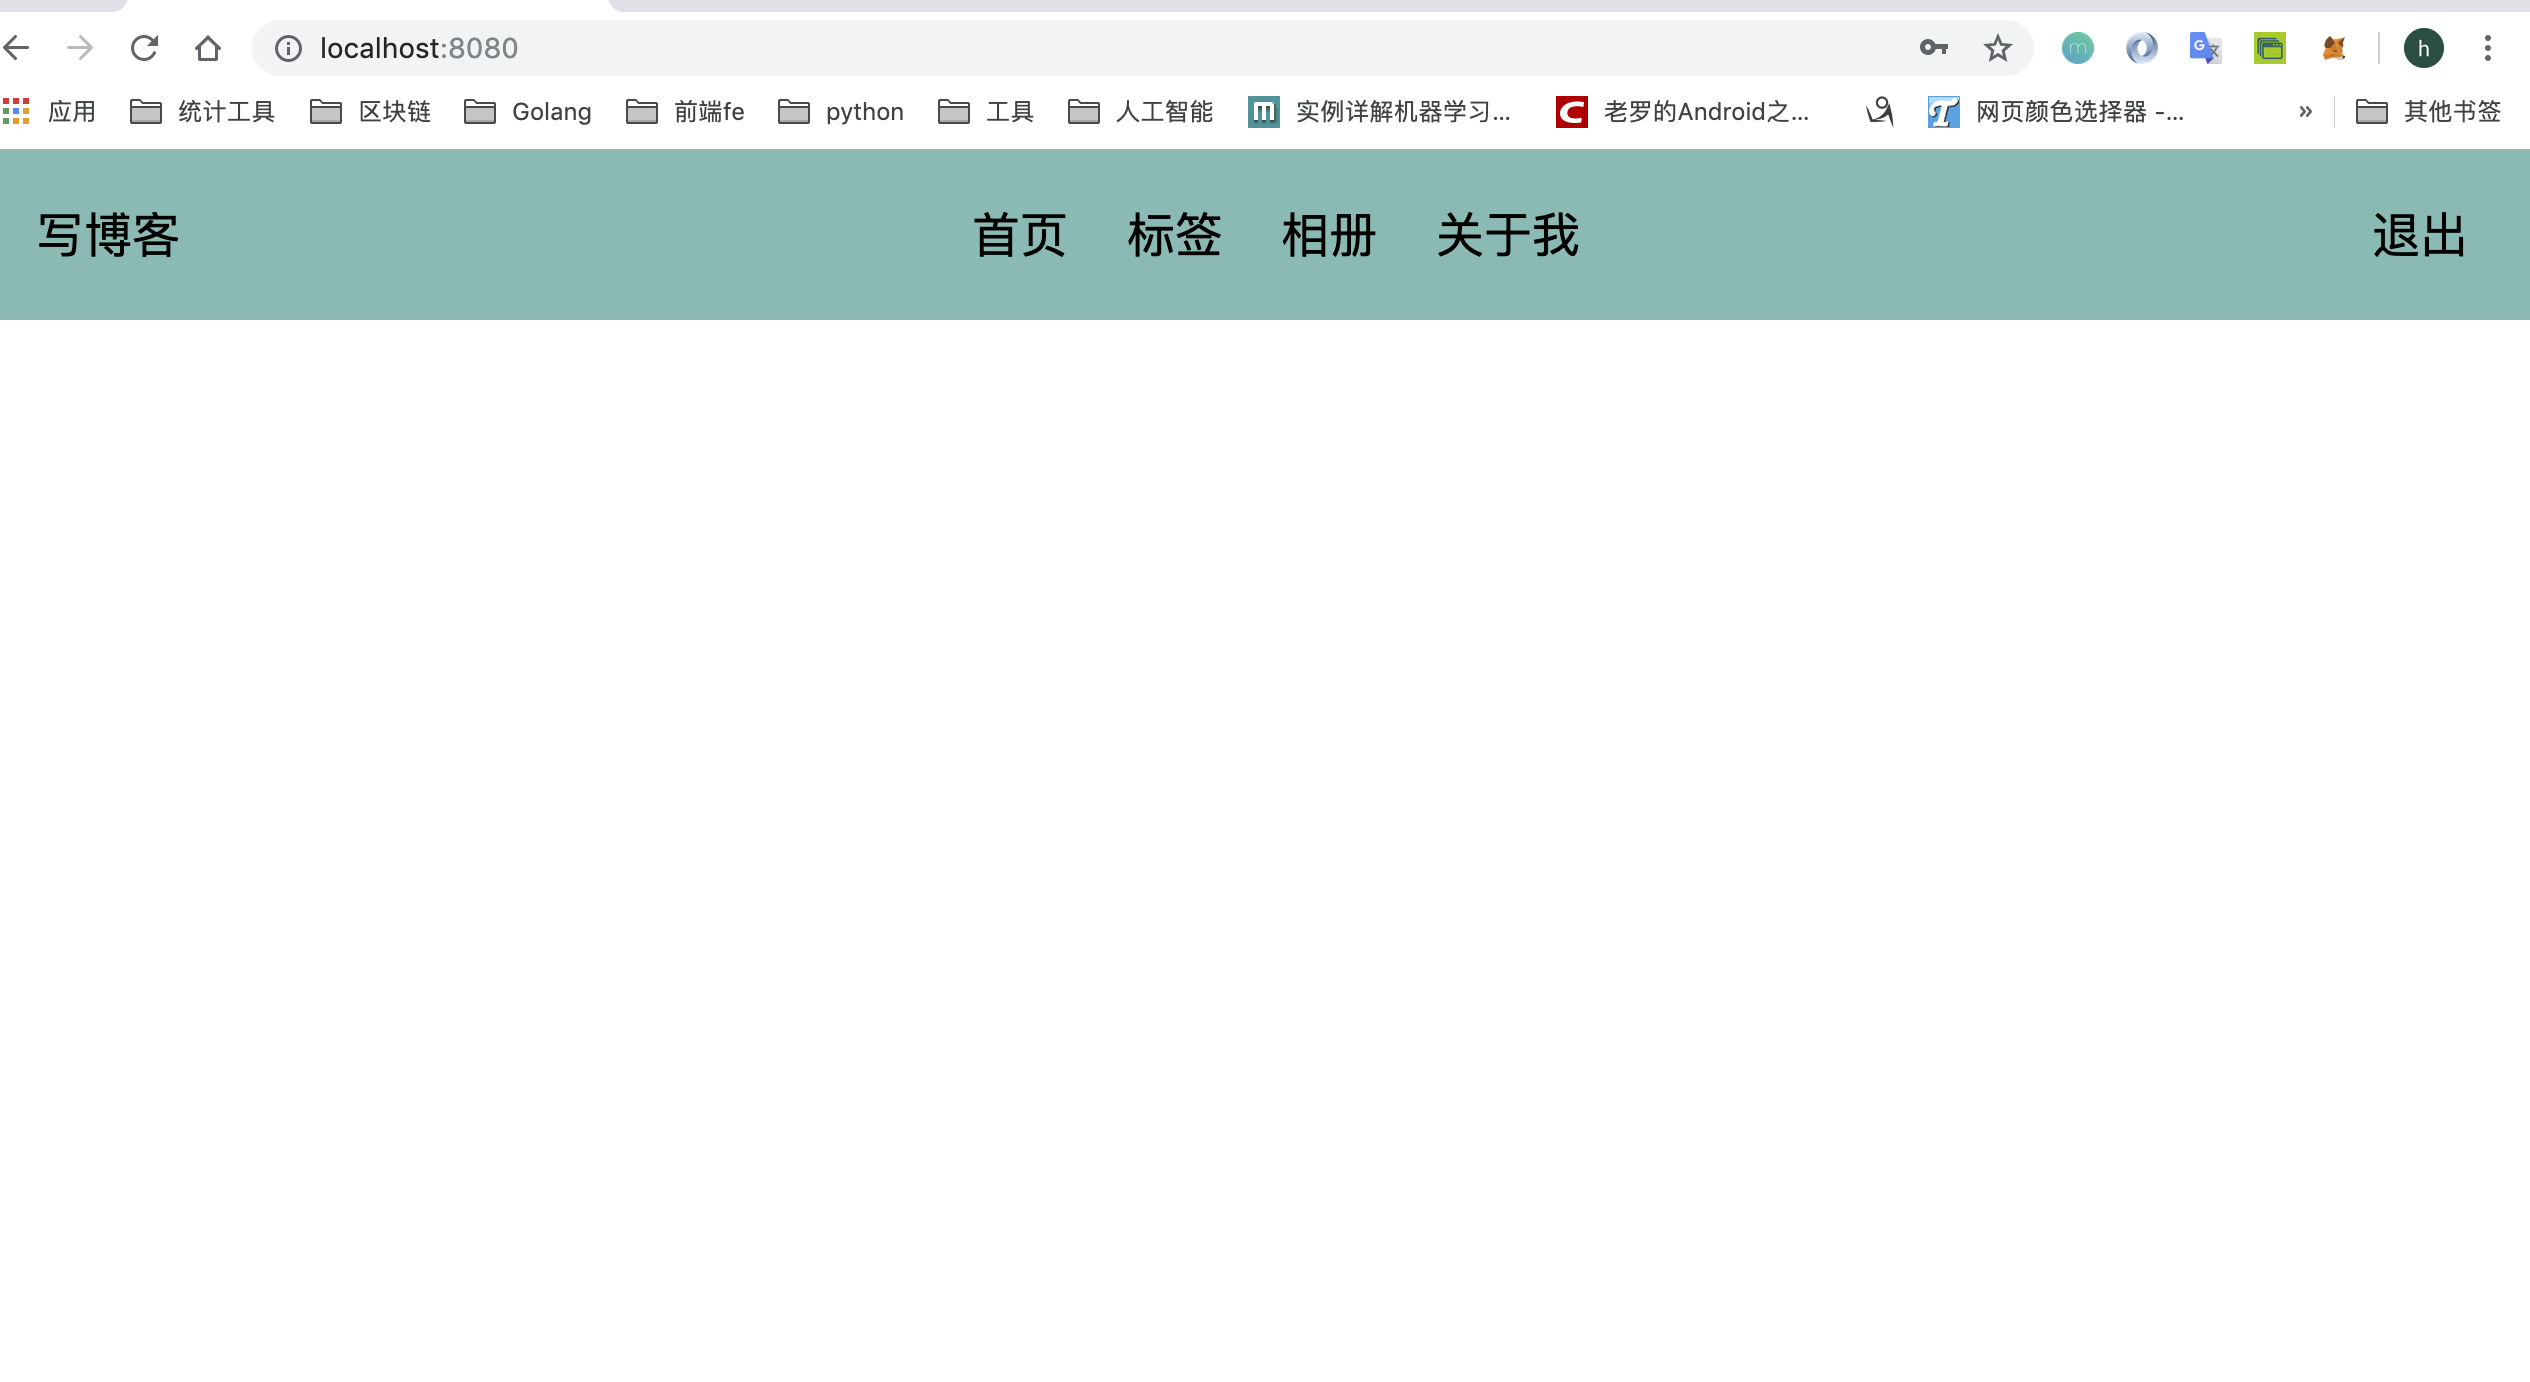 localhost:8080
应用 统计工具 区块链 Golang 前端fe python 工具 人工智能 实例详解机器学习... 老罗的Android之... 网页颜色选择器 -... » 其他书签
写博客 首页 标签 相册 关于我 退出